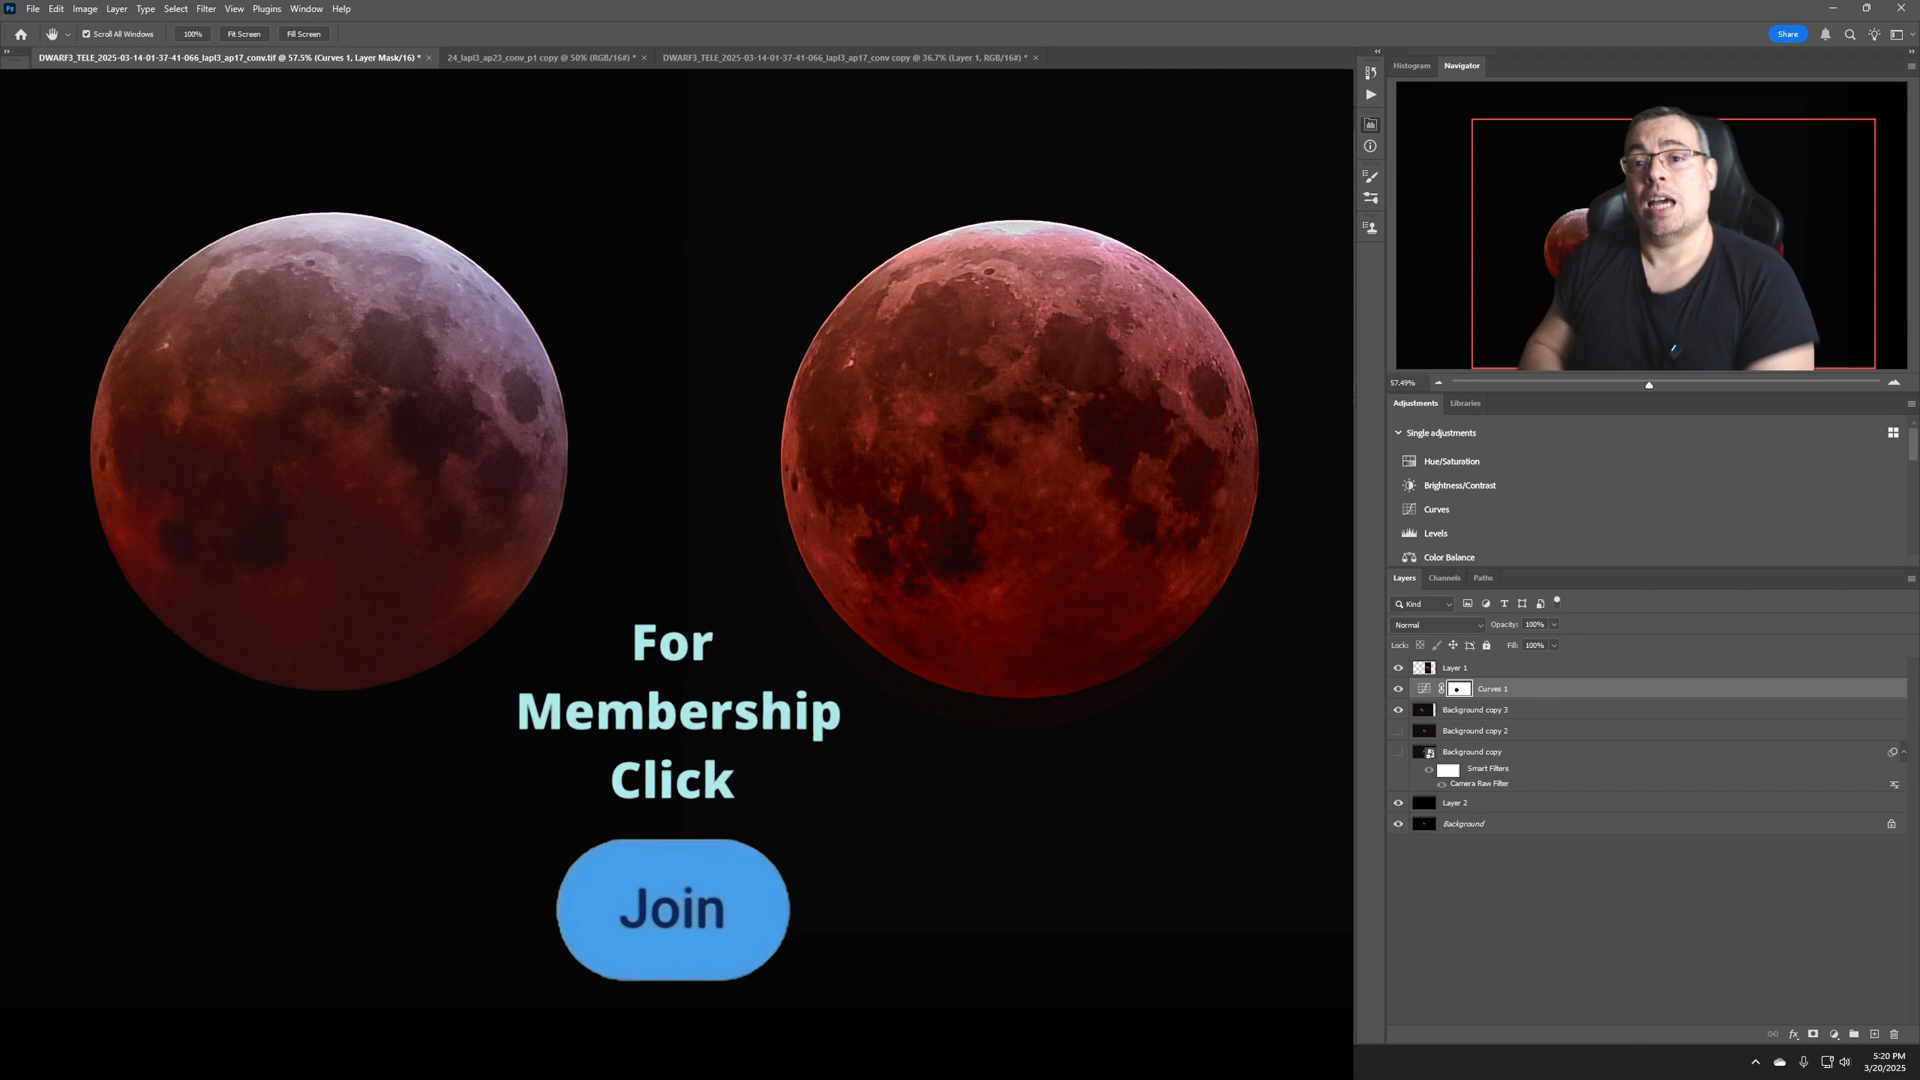 Ps File Edit Image Layer Type Select Filter View Plugins Window Help
Scroll All Windows 100% Fit Screen Fill Screen Share
DWARF3_TELE_2025-03-14-01-37-41-066_lapl3_ap17_conv.tif @ 57.5% (Curves 1, Layer Mask/16) * × 24_lapl3_ap23_conv_p1 copy @ 50% (RGB/16#) * × DWARF3_TELE_2025-03-14-01-37-41-066_lapl3_ap17_conv copy @ 36.7% (Layer 1, RGB/16#) * ×
Histogram Navigator
57.49%
Adjustments Libraries
Single adjustments
Hue/Saturation
Brightness/Contrast
Curves
Levels
Color Balance
Layers Channels Paths
Kind
Normal Opacity: 100%
Lock: Fill: 100%
Layer 1
Curves 1
Background copy 3
Background copy 2
Background copy
Smart Filters
Camera Raw Filter
Layer 2
Background
For
Membership
Click
Join
fx
5:20 PM
3/20/2025